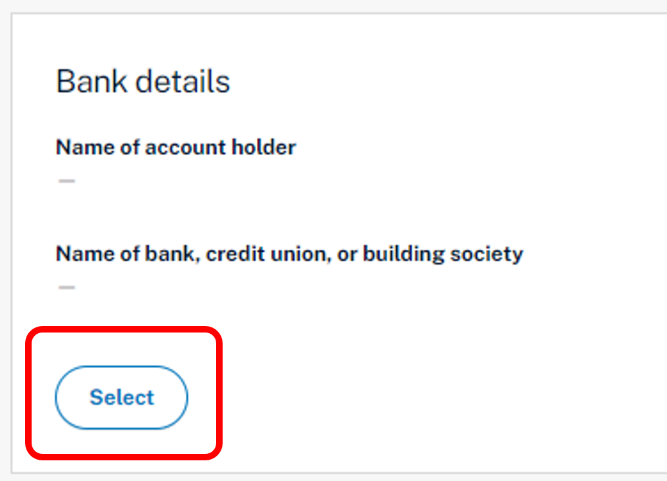 Bank details
Name of account holder
—
Name of bank, credit union, or building society
—
Select